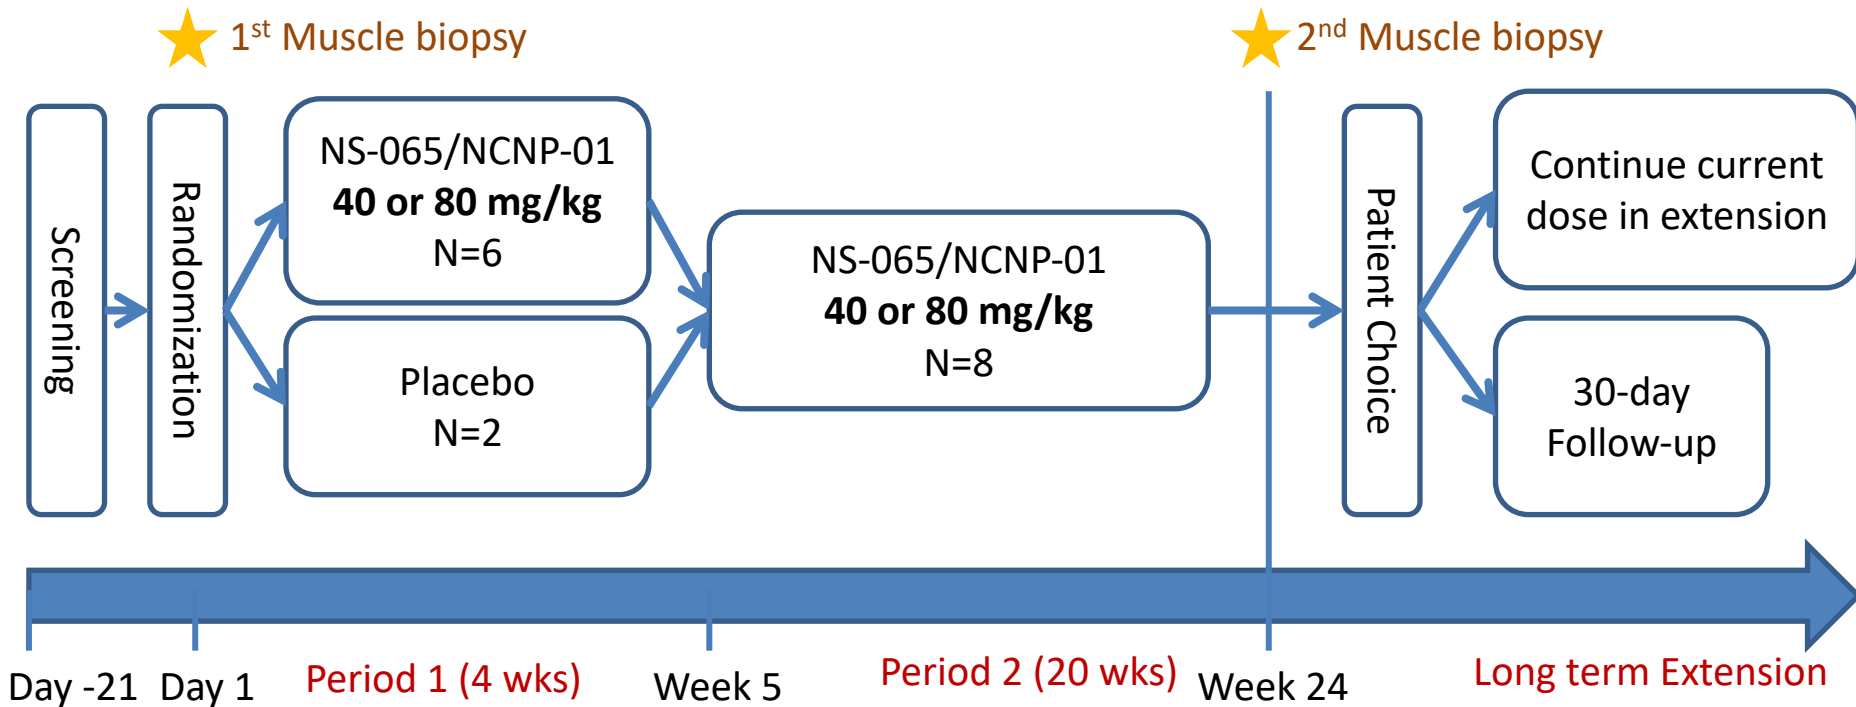 1st Muscle biopsy
2nd Muscle biopsy
Screening
Randomization
NS-065/NCNP-01
40 or 80 mg/kg
N=6
Placebo
N=2
NS-065/NCNP-01
40 or 80 mg/kg
N=8
Patient Choice
Continue current
dose in extension
30-day
Follow-up
Day -21
Day 1
Period 1 (4 wks)
Week 5
Period 2 (20 wks)
Week 24
Long term Extension